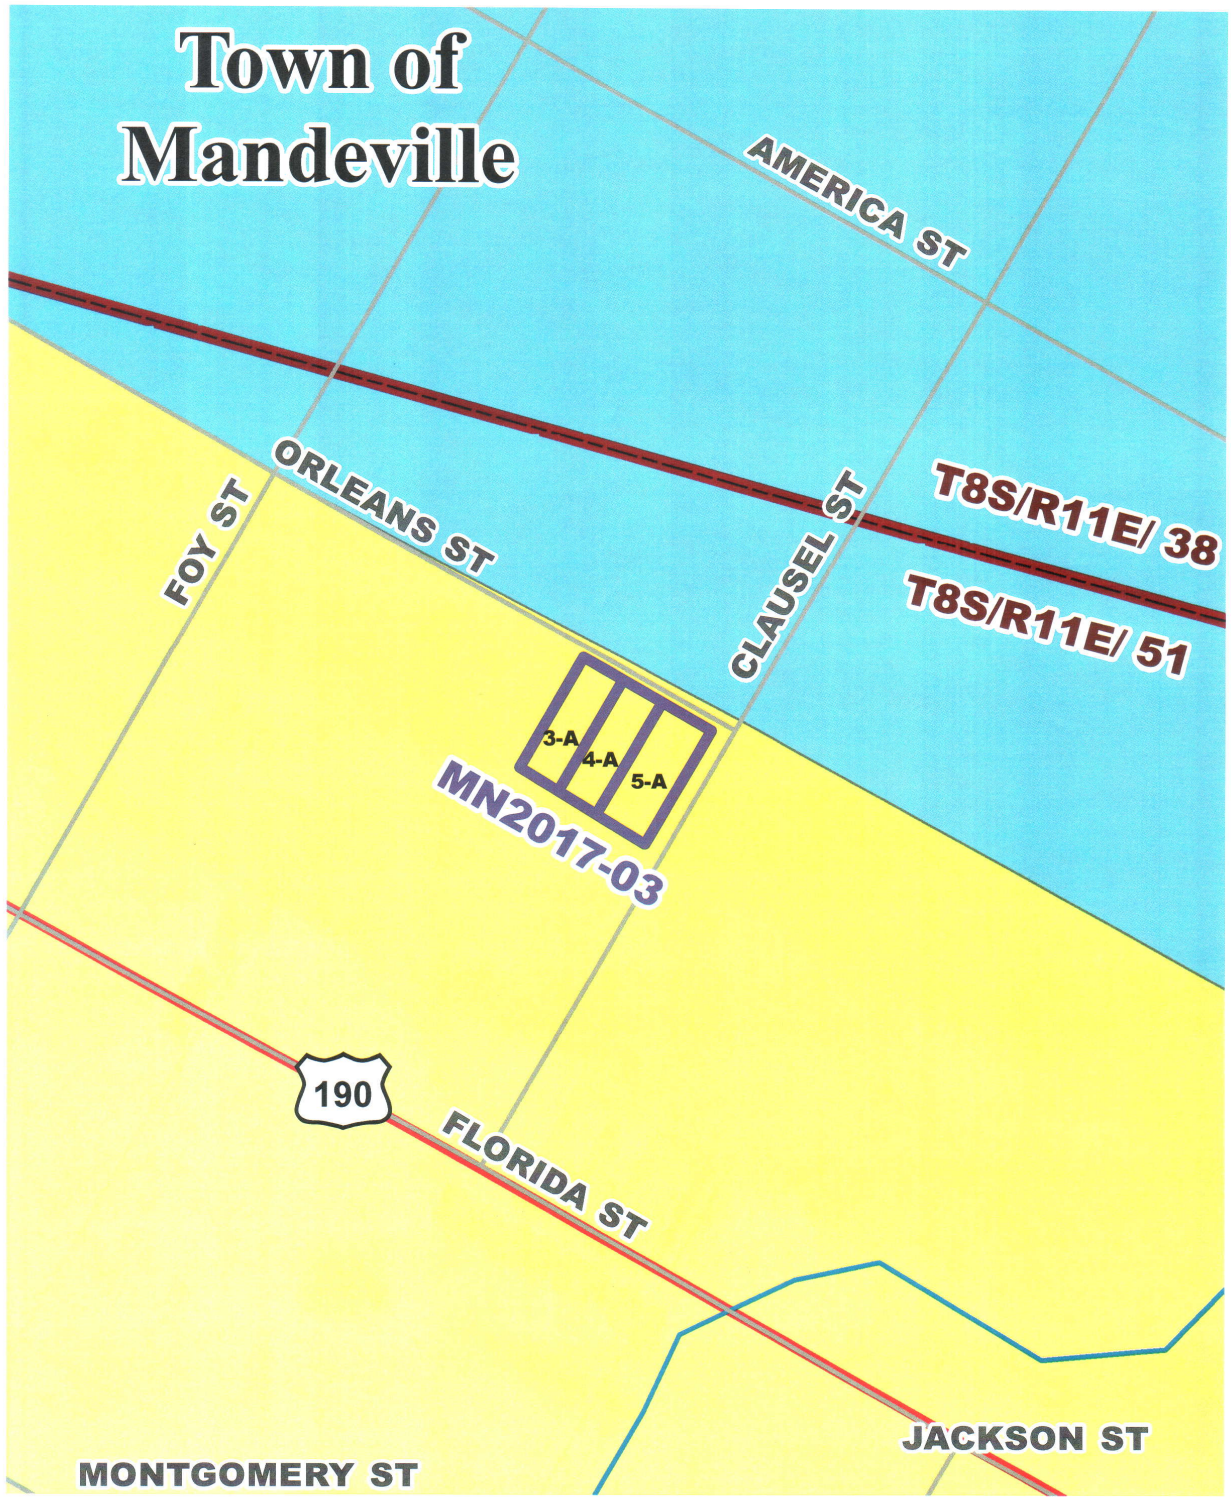 Town of
Mandeville
AMERICA ST
T8S/R11E/ 38
T8S/R11E/ 51
ORLEANS ST
FOY ST
CLAUSEL ST
3-A
4-A
5-A
MN2017-03
190
FLORIDA ST
JACKSON ST
MONTGOMERY ST